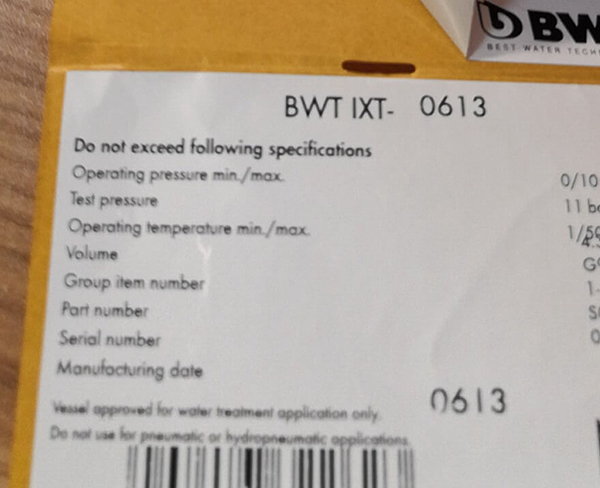 BW
BEST WATER TECH
BWT IXT- 0613
Do not exceed following specifications
Operating pressure min./max. 0/10
Test pressure 11 b
Operating temperature min./max. 1/
Volume
Group item number
Part number
Serial number
Manufacturing date
0613
Vessel approved for water treatment application only.
Do not use for pneumatic or hydropneumatic applications.